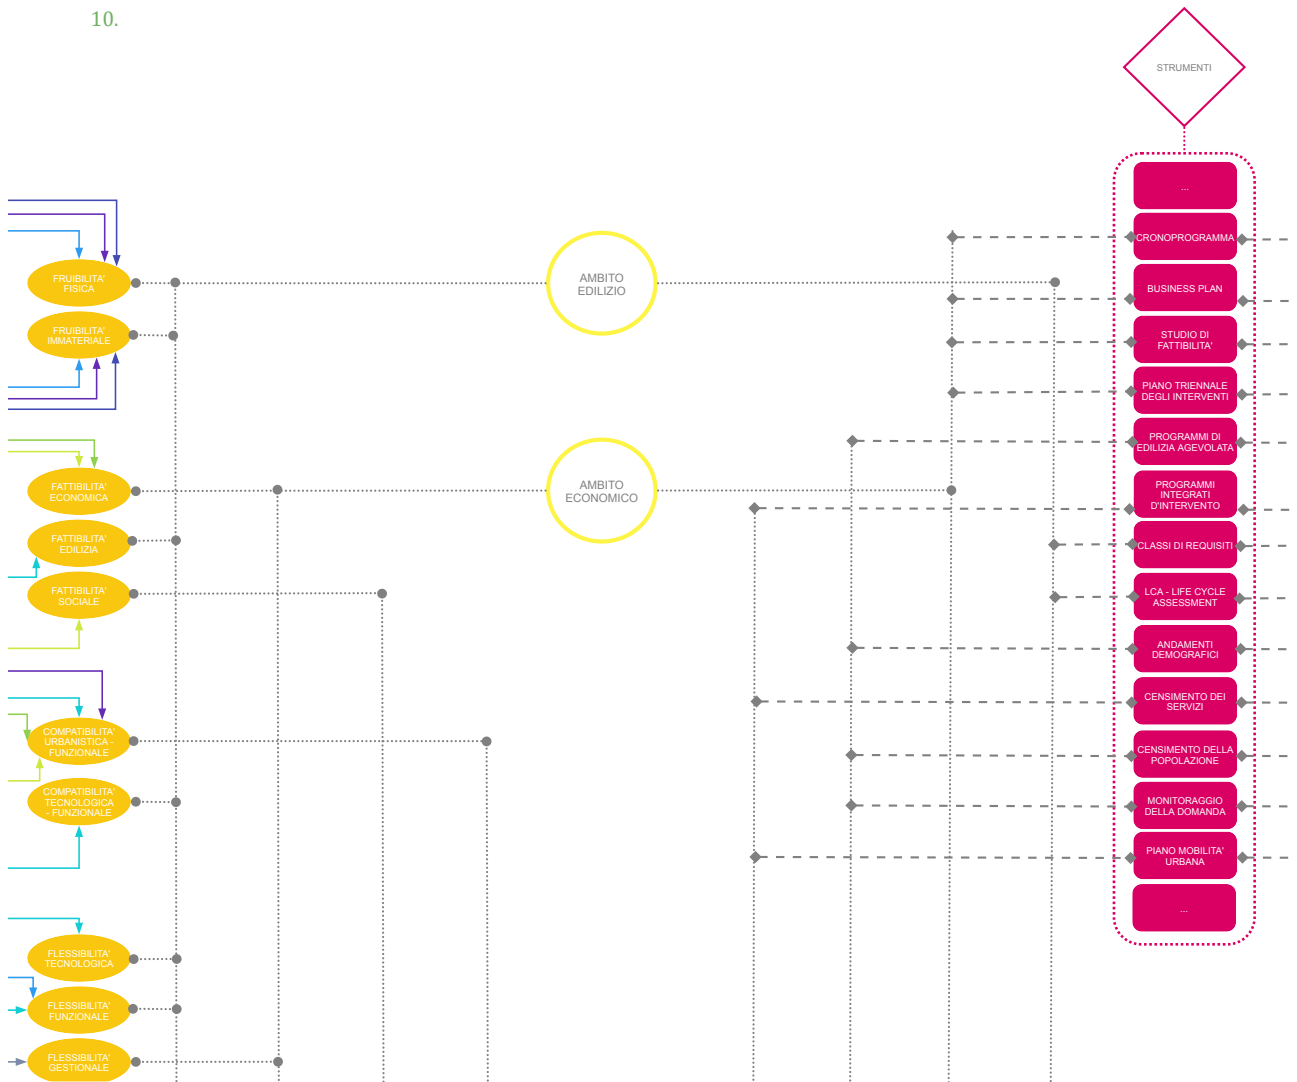 10.
STRUMENTI
...
CRONOPROGRAMMA
BUSINESS PLAN
STUDIO DI
FATTIBILITA'
PIANO TRIENNALE
DEGLI INTERVENTI
PROGRAMMI DI
EDILIZIA AGEVOLATA
PROGRAMMI
INTEGRATI
D'INTERVENTO
CLASSI DI REQUISITI
LCA - LIFE CYCLE
ASSESSMENT
ANDAMENTI
DEMOGRAFICI
CENSIMENTO DEI
SERVIZI
CENSIMENTO DELLA
POPOLAZIONE
MONITORAGGIO
DELLA DOMANDA
PIANO MOBILITA'
URBANA
...
AMBITO
EDILIZIO
AMBITO
ECONOMICO
FRUIBILITA'
FISICA
FRUIBILITA'
IMMATERIALE
FATTIBILITA'
ECONOMICA
FATTIBILITA'
EDILIZIA
FATTIBILITA'
SOCIALE
COMPATIBILITA'
URBANISTICA -
FUNZIONALE
COMPATIBILITA'
TECNOLOGICA
- FUNZIONALE
FLESSIBILITA'
TECNOLOGICA
FLESSIBILITA'
FUNZIONALE
FLESSIBILITA'
GESTIONALE